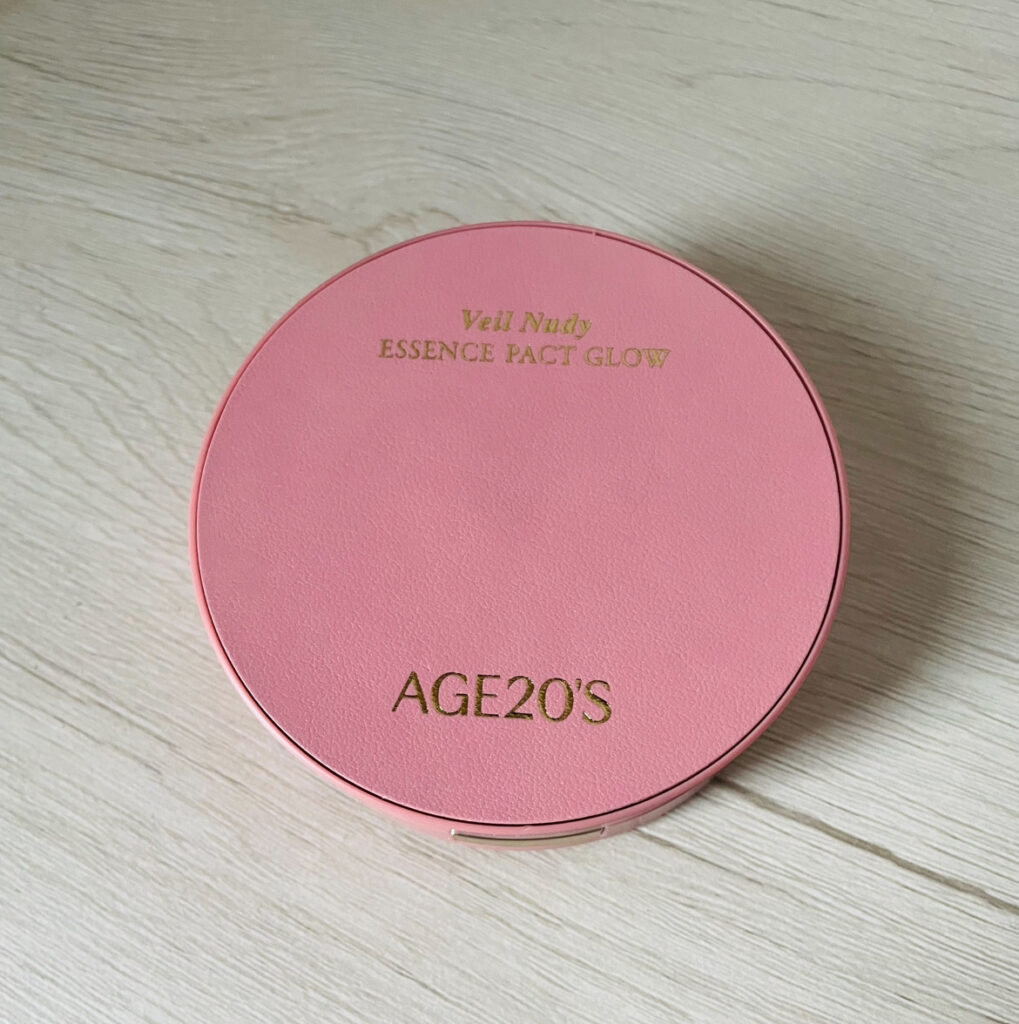 Veil Nudy
ESSENCE PACT GLOW
AGE20'S